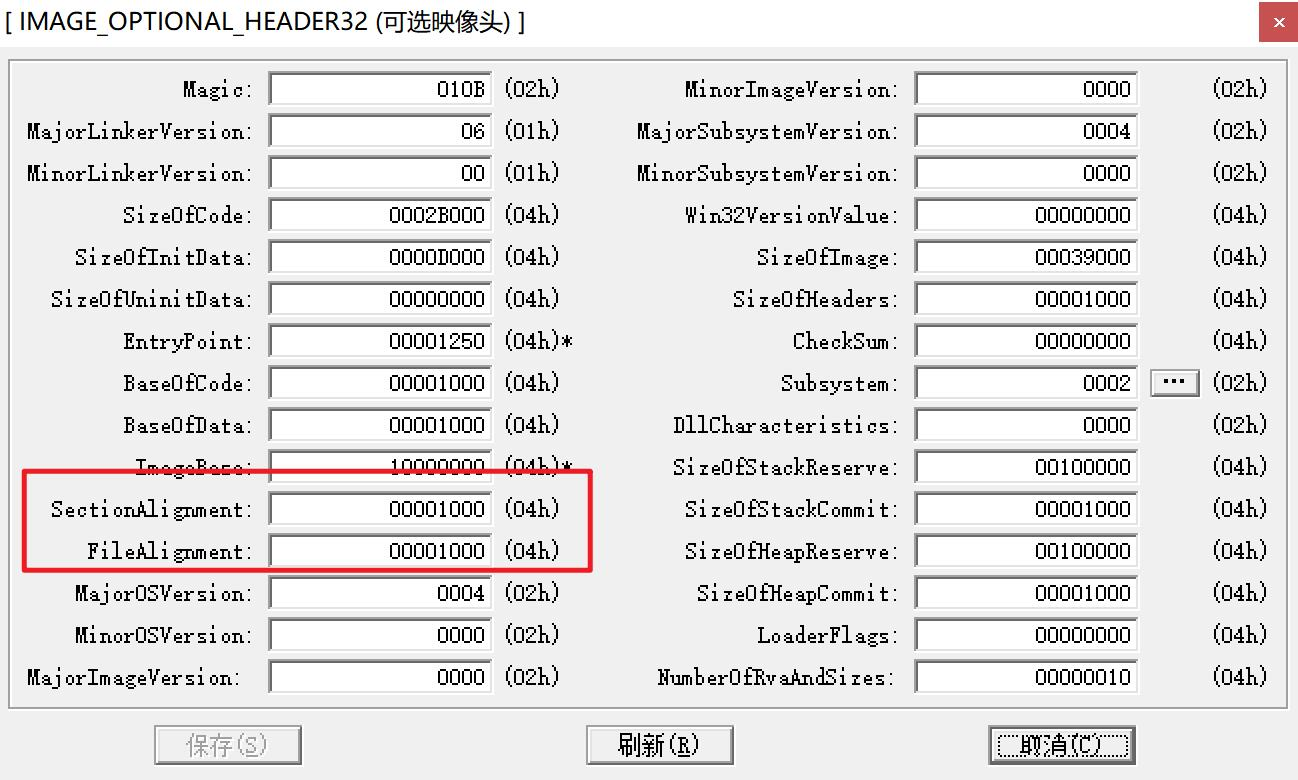 [ IMAGE_OPTIONAL_HEADER32 (可选映像头) ]
Magic: 010B (02h) MinorImageVersion: 0000 (02h)
MajorLinkerVersion: 06 (01h) MajorSubsystemVersion: 0004 (02h)
MinorLinkerVersion: 00 (01h) MinorSubsystemVersion: 0000 (02h)
SizeOfCode: 0002B000 (04h) Win32VersionValue: 00000000 (04h)
SizeOfInitData: 0000D000 (04h) SizeOfImage: 00039000 (04h)
SizeOfUninitData: 00000000 (04h) SizeOfHeaders: 00001000 (04h)
EntryPoint: 00001250 (04h)* CheckSum: 00000000 (04h)
BaseOfCode: 00001000 (04h) Subsystem: 0002 ... (02h)
BaseOfData: 00001000 (04h) DllCharacteristics: 0000 (02h)
ImageBase: 10000000 (04h)* SizeOfStackReserve: 00100000 (04h)
SectionAlignment: 00001000 (04h) SizeOfStackCommit: 00001000 (04h)
FileAlignment: 00001000 (04h) SizeOfHeapReserve: 00100000 (04h)
MajorOSVersion: 0004 (02h) SizeOfHeapCommit: 00001000 (04h)
MinorOSVersion: 0000 (02h) LoaderFlags: 00000000 (04h)
MajorImageVersion: 0000 (02h) NumberOfRvaAndSizes: 00000010 (04h)
保存(S) 刷新(R) 取消(C)